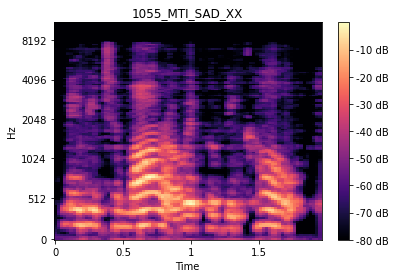 1055_MTI_SAD_XX
8192
4096
2048
1024
512
0
Hz
0
0.5
1
1.5
Time
-10 dB
-20 dB
-30 dB
-40 dB
-50 dB
-60 dB
-70 dB
-80 dB